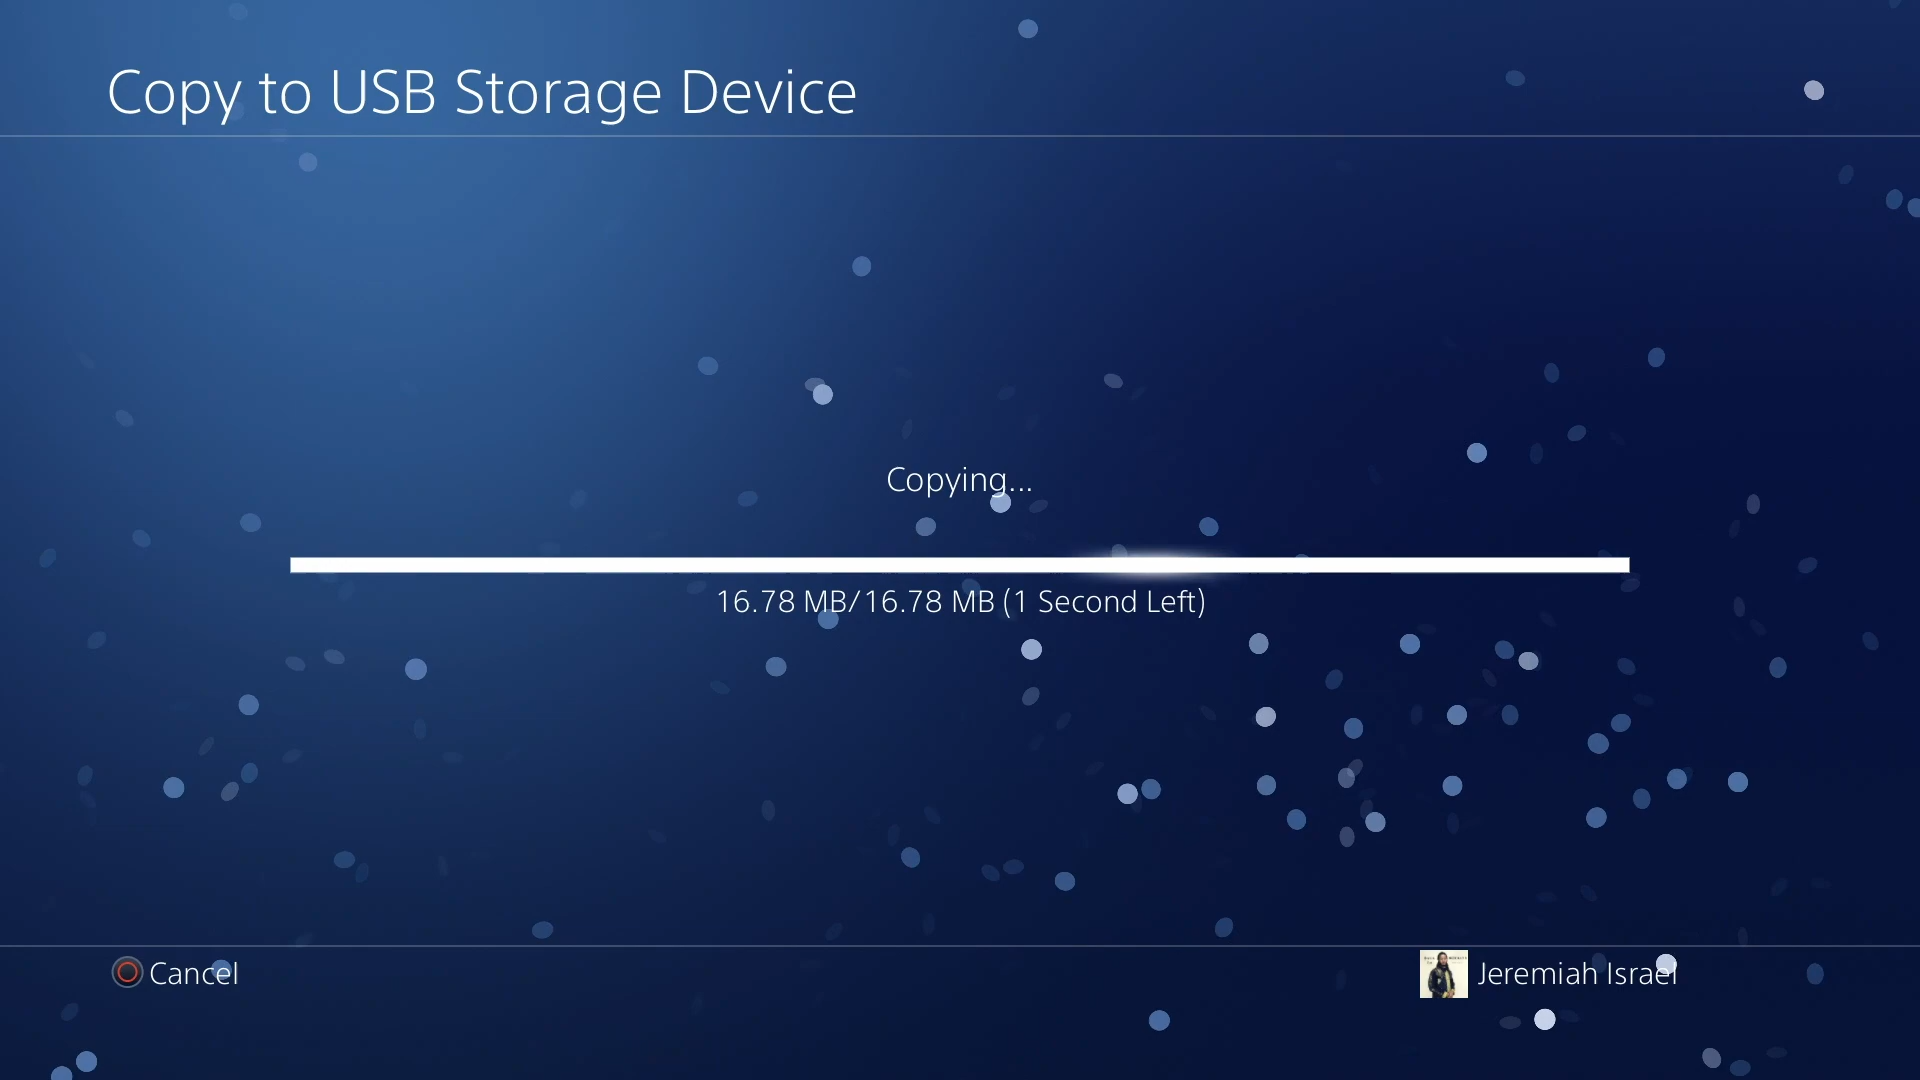 Copy to USB Storage Device
Copying...
16.78 MB/16.78 MB (1 Second Left)
Cancel
Jeremiah Israel